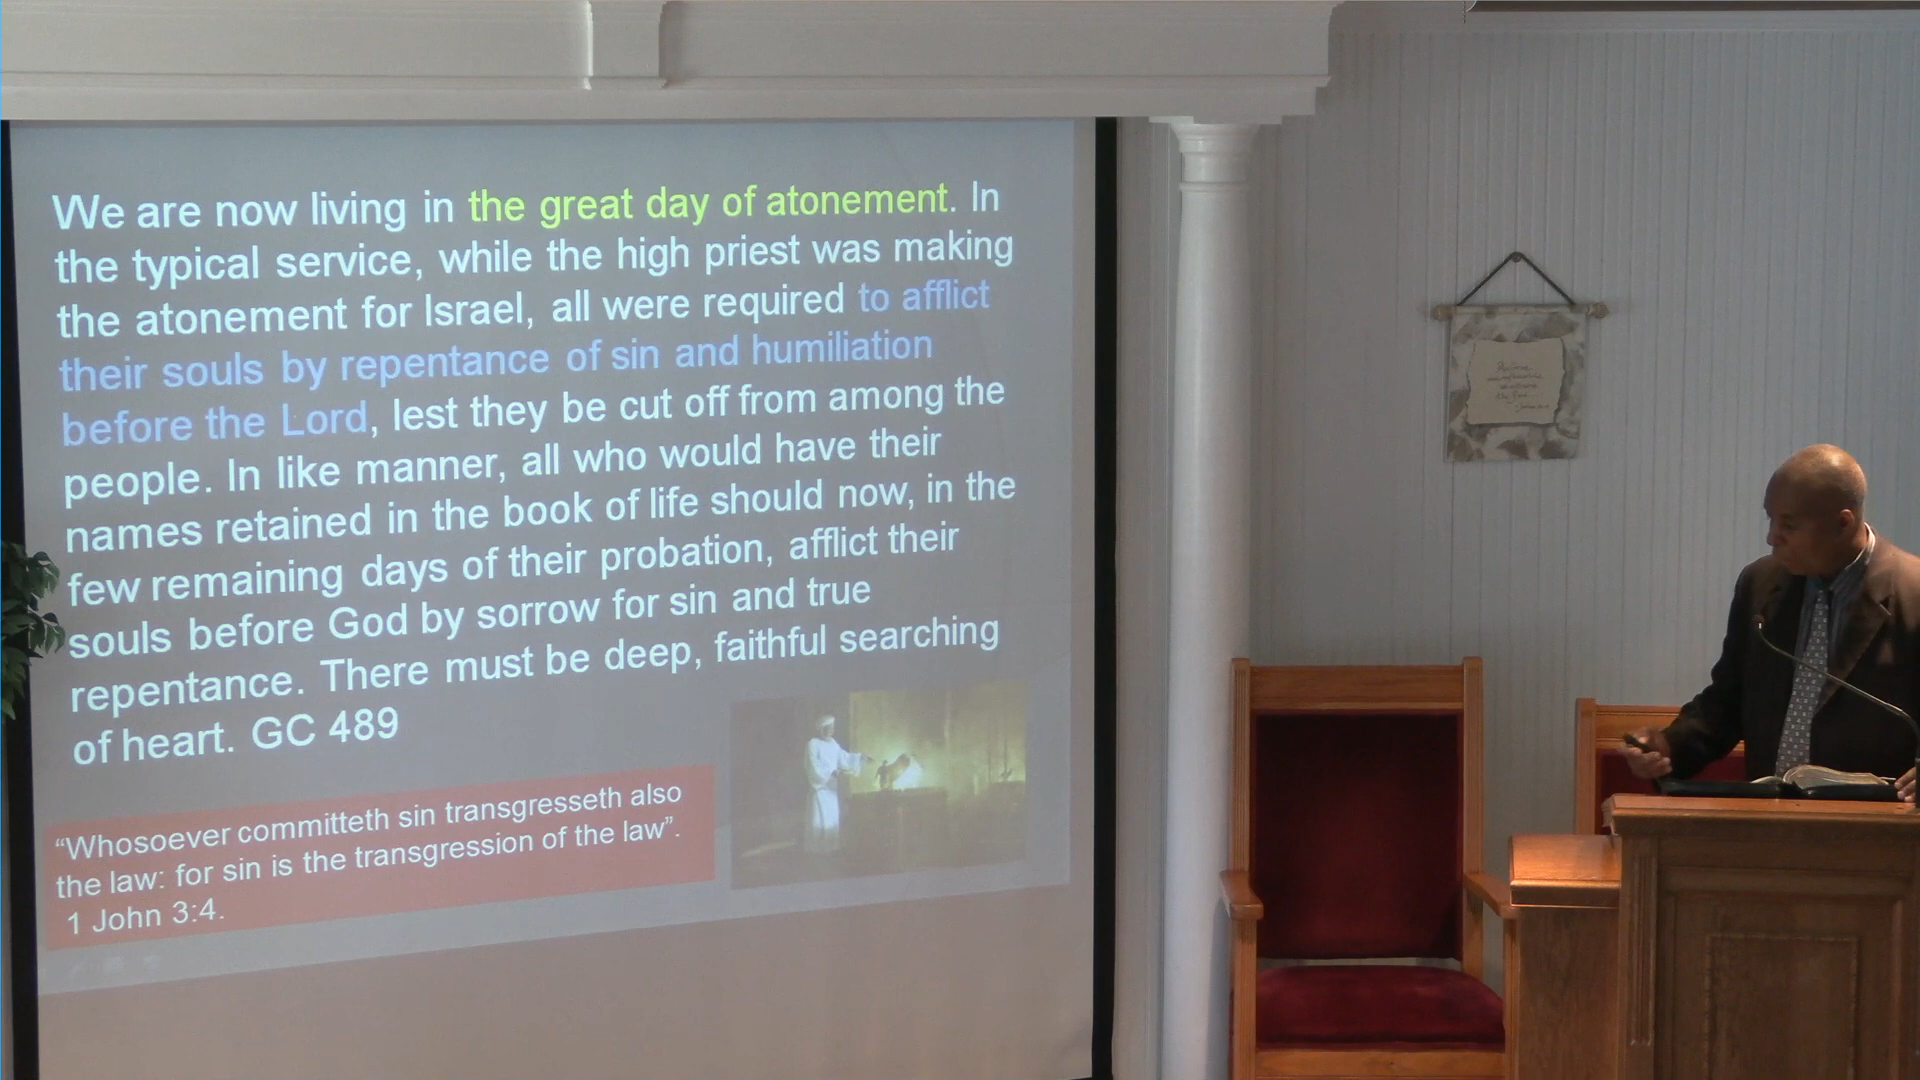 We are now living in the great day of atonement. In
the typical service, while the high priest was making
the atonement for Israel, all were required to afflict
their souls by repentance of sin and humiliation
before the Lord, lest they be cut off from among the
people. In like manner, all who would have their
names retained in the book of life should now, in the
few remaining days of their probation, afflict their
souls before God by sorrow for sin and true
repentance. There must be deep, faithful searching
of heart. GC 489
“Whosoever committeth sin transgresseth also
the law: for sin is the transgression of the law”.
1 John 3:4.